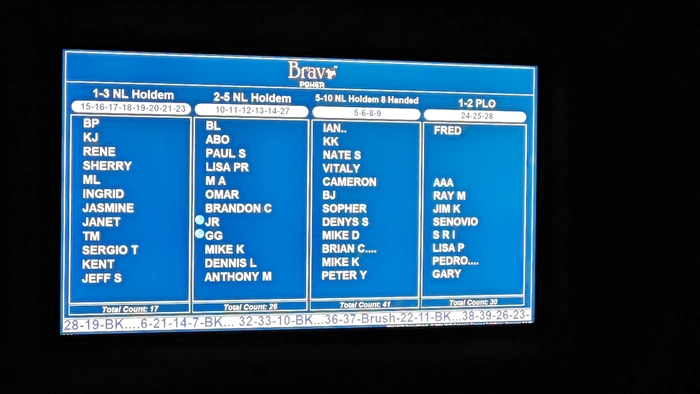 Bravo
POKER
1-3 NL Holdem
15-16-17-18-19-20-21-23
BP
KJ
RENE
SHERRY
ML
INGRID
JASMINE
JANET
TM
SERGIO T
KENT
JEFF S
Total Count: 17
2-5 NL Holdem
10-11-12-13-14-27
BL
ABO
PAUL S
LISA PR
M A
OMAR
BRANDON C
JR
GG
MIKE K
DENNIS L
ANTHONY M
Total Count: 26
5-10 NL Holdem 8 Handed
5-6-8-9
IAN..
KK
NATE S
VITALY
CAMERON
BJ
SOPHER
DENYS S
MIKE D
BRIAN C....
MIKE K
PETER Y
Total Count: 41
1-2 PLO
24-25-28
FRED
AAA
RAY M
JIM K
SENOVIO
S R I
LISA P
PEDRO....
GARY
Total Count: 30
28-19-BK....6-21-14-7-BK... 32-33-10-BK...36-37-Brush-22-11-BK...38-39-26-23-